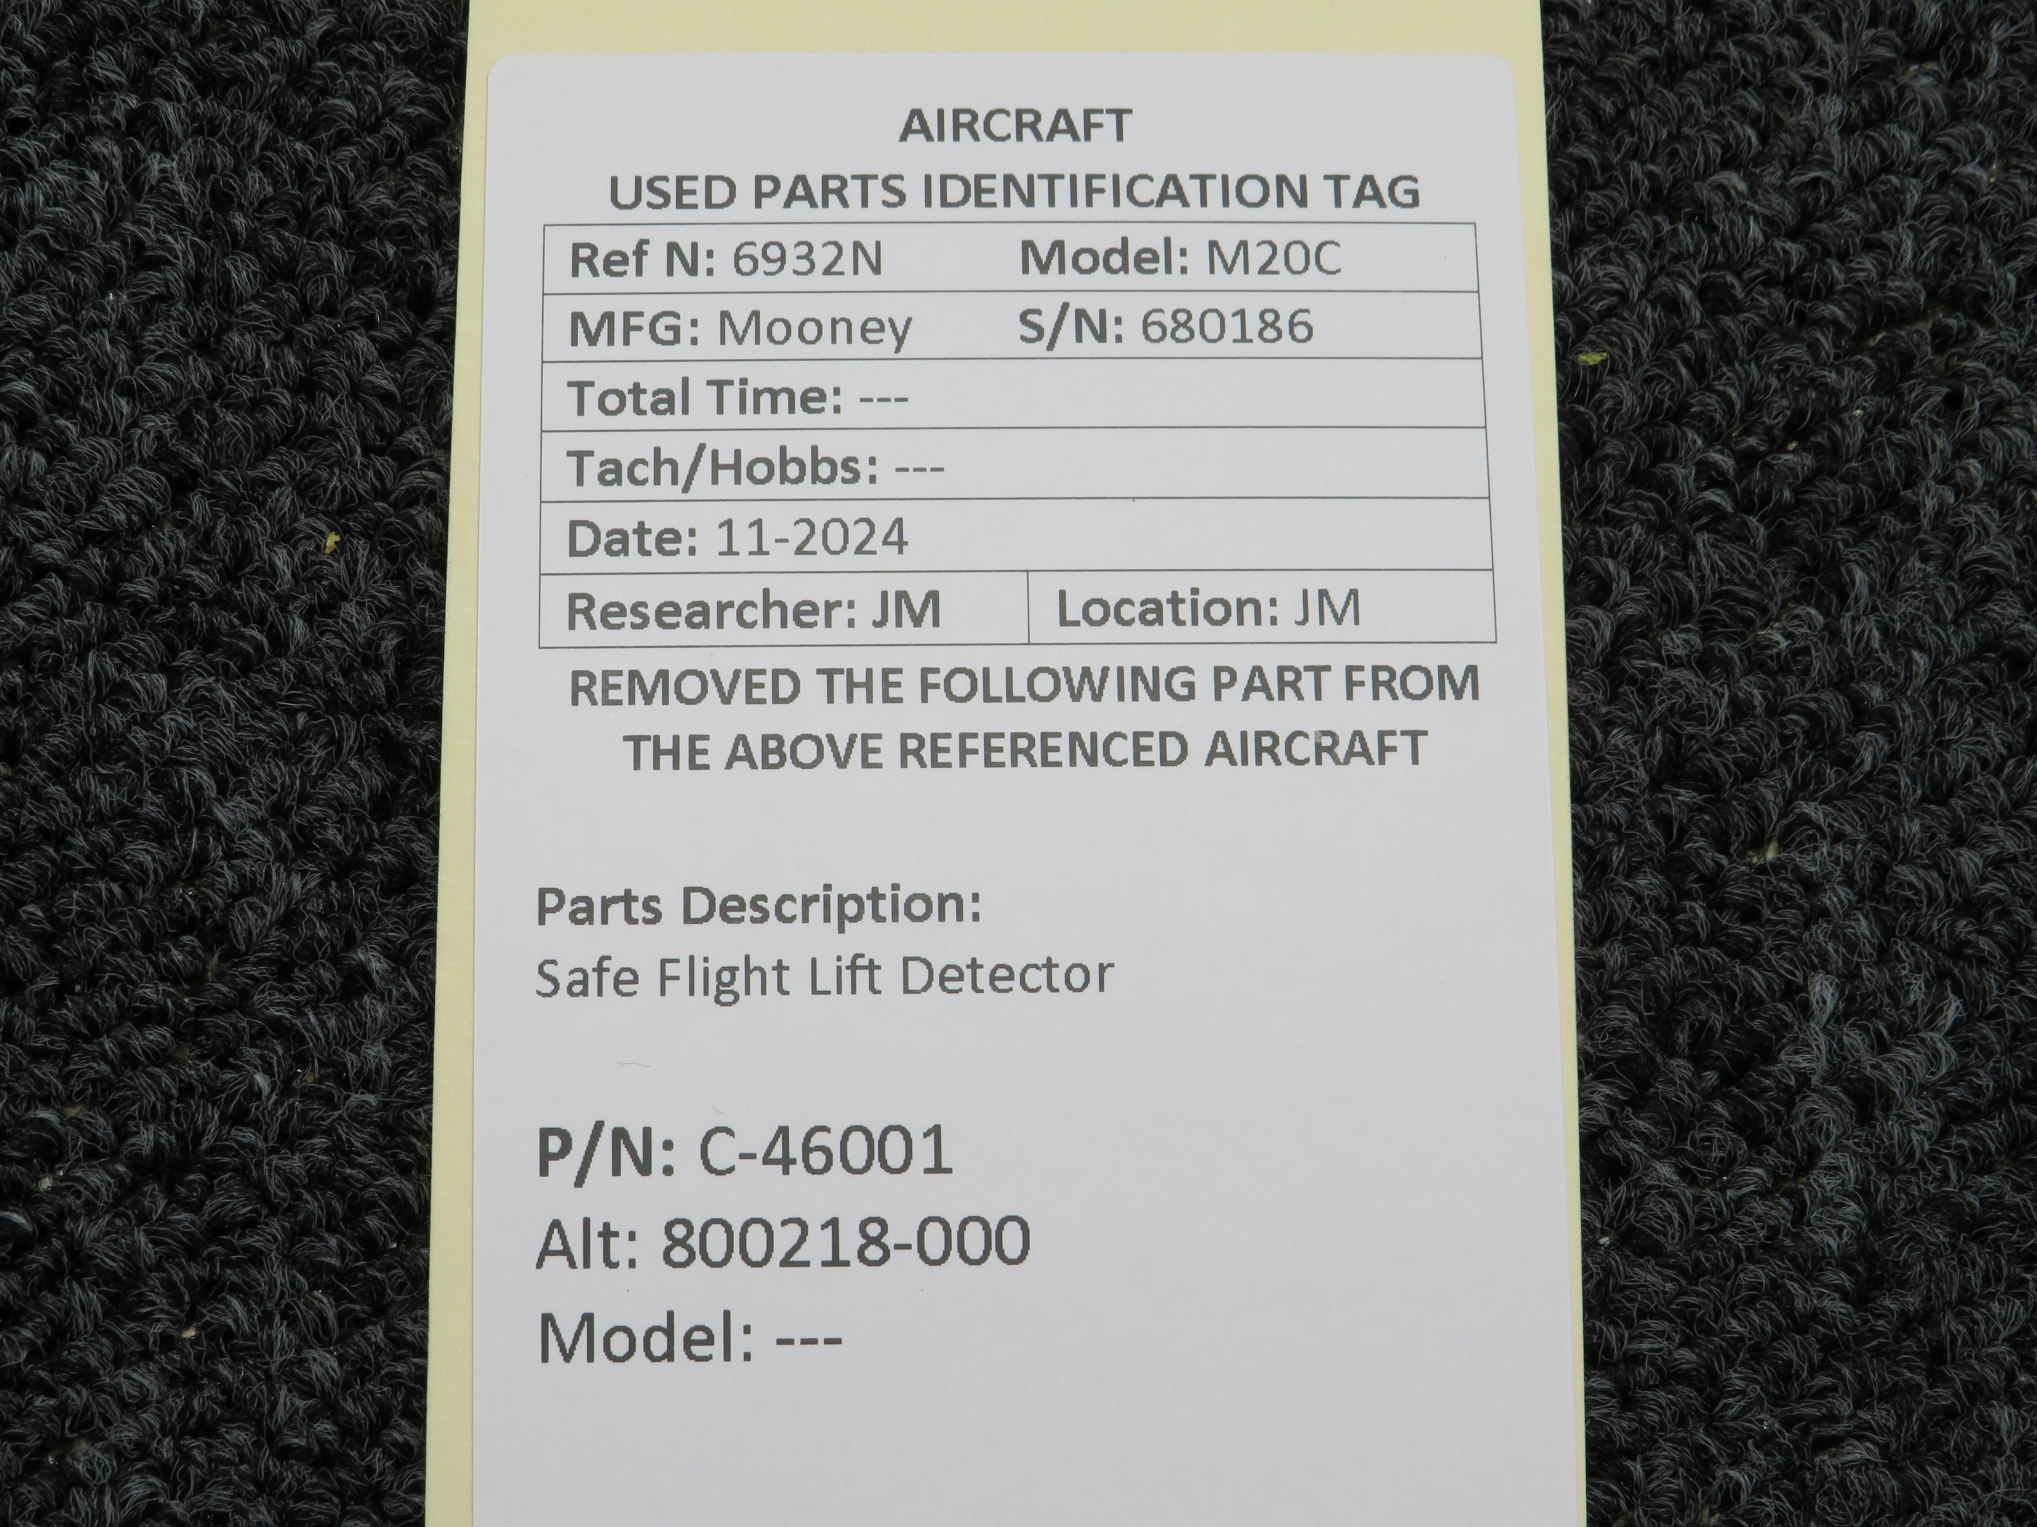 AIRCRAFT
USED PARTS IDENTIFICATION TAG
Ref N: 6932N Model: M20C
MFG: Mooney S/N: 680186
Total Time: ---
Tach/Hobbs: ---
Date: 11-2024
Researcher: JM Location: JM
REMOVED THE FOLLOWING PART FROM
THE ABOVE REFERENCED AIRCRAFT
Parts Description:
Safe Flight Lift Detector
P/N: C-46001
Alt: 800218-000
Model: ---